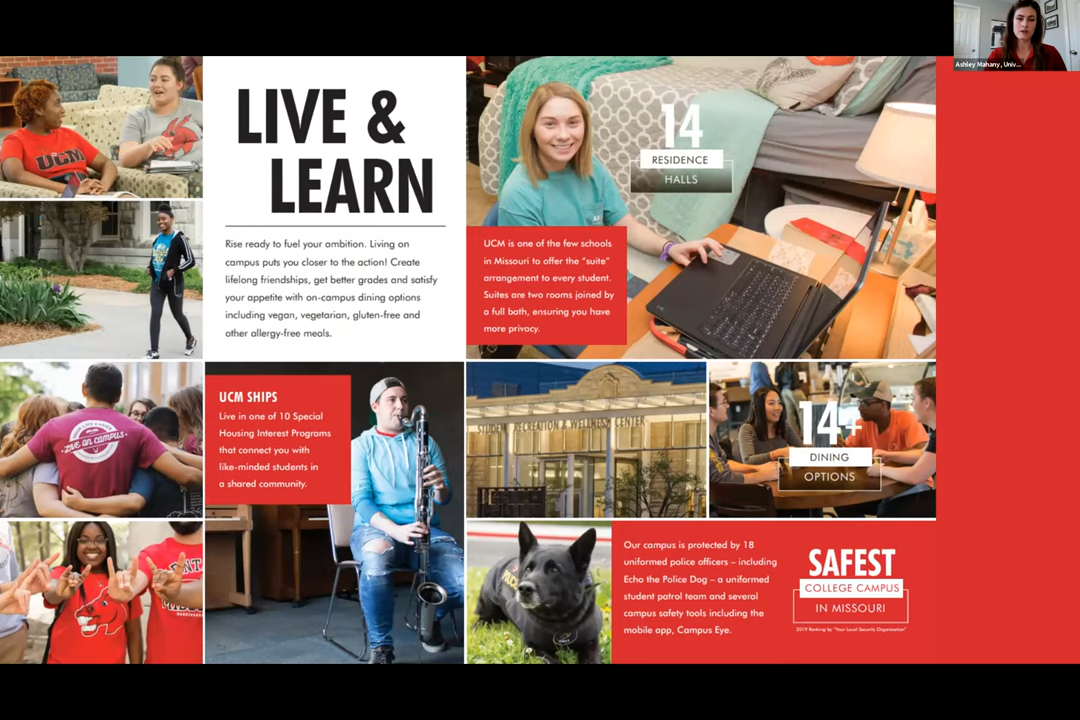 Ashley Mahany, Univ...
LIVE &
LEARN
Rise ready to fuel your ambition. Living on
campus puts you closer to the action! Create
lifelong friendships, get better grades and satisfy
your appetite with on-campus dining options
including vegan, vegetarian, gluten-free and
other allergy-free meals.
14
RESIDENCE
HALLS
UCM is one of the few schools
in Missouri to offer the “suite”
arrangement to every student.
Suites are two rooms joined by
a full bath, ensuring you have
more privacy.
UCM
LIVE ON CAMPUS
UCM SHIPS
Live in one of 10 Special
Housing Interest Programs
that connect you with
like-minded students in
a shared community.
STUDENT RECREATION & WELLNESS CENTER
14+
DINING
OPTIONS
Our campus is protected by 18
uniformed police officers – including
Echo the Police Dog – a uniformed
student patrol team and several
campus safety tools including the
mobile app, Campus Eye.
SAFEST
COLLEGE CAMPUS
IN MISSOURI
2019 Ranking by "Your Local Security Organization"